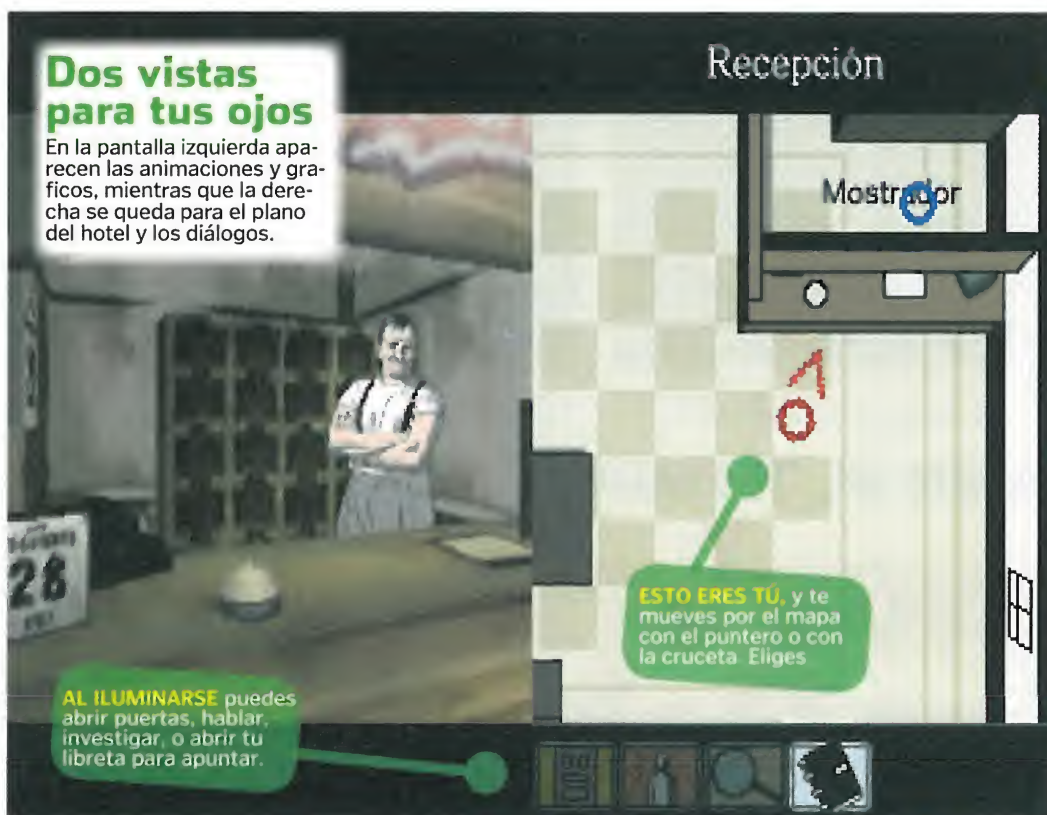 Dos vistas
para tus ojos
En la pantalla izquierda apa-
recen las animaciones y gra-
ficos, mientras que la dere-
cha se queda para el plano
del hotel y los diálogos.
Recepción
Mostrador
28
ESTO ERES TÚ, y te
mueves por el mapa
con el puntero o con
la cruceta. Eliges
AL ILUMINARSE puedes
abrir puertas, hablar,
investigar, o abrir tu
libreta para apuntar.